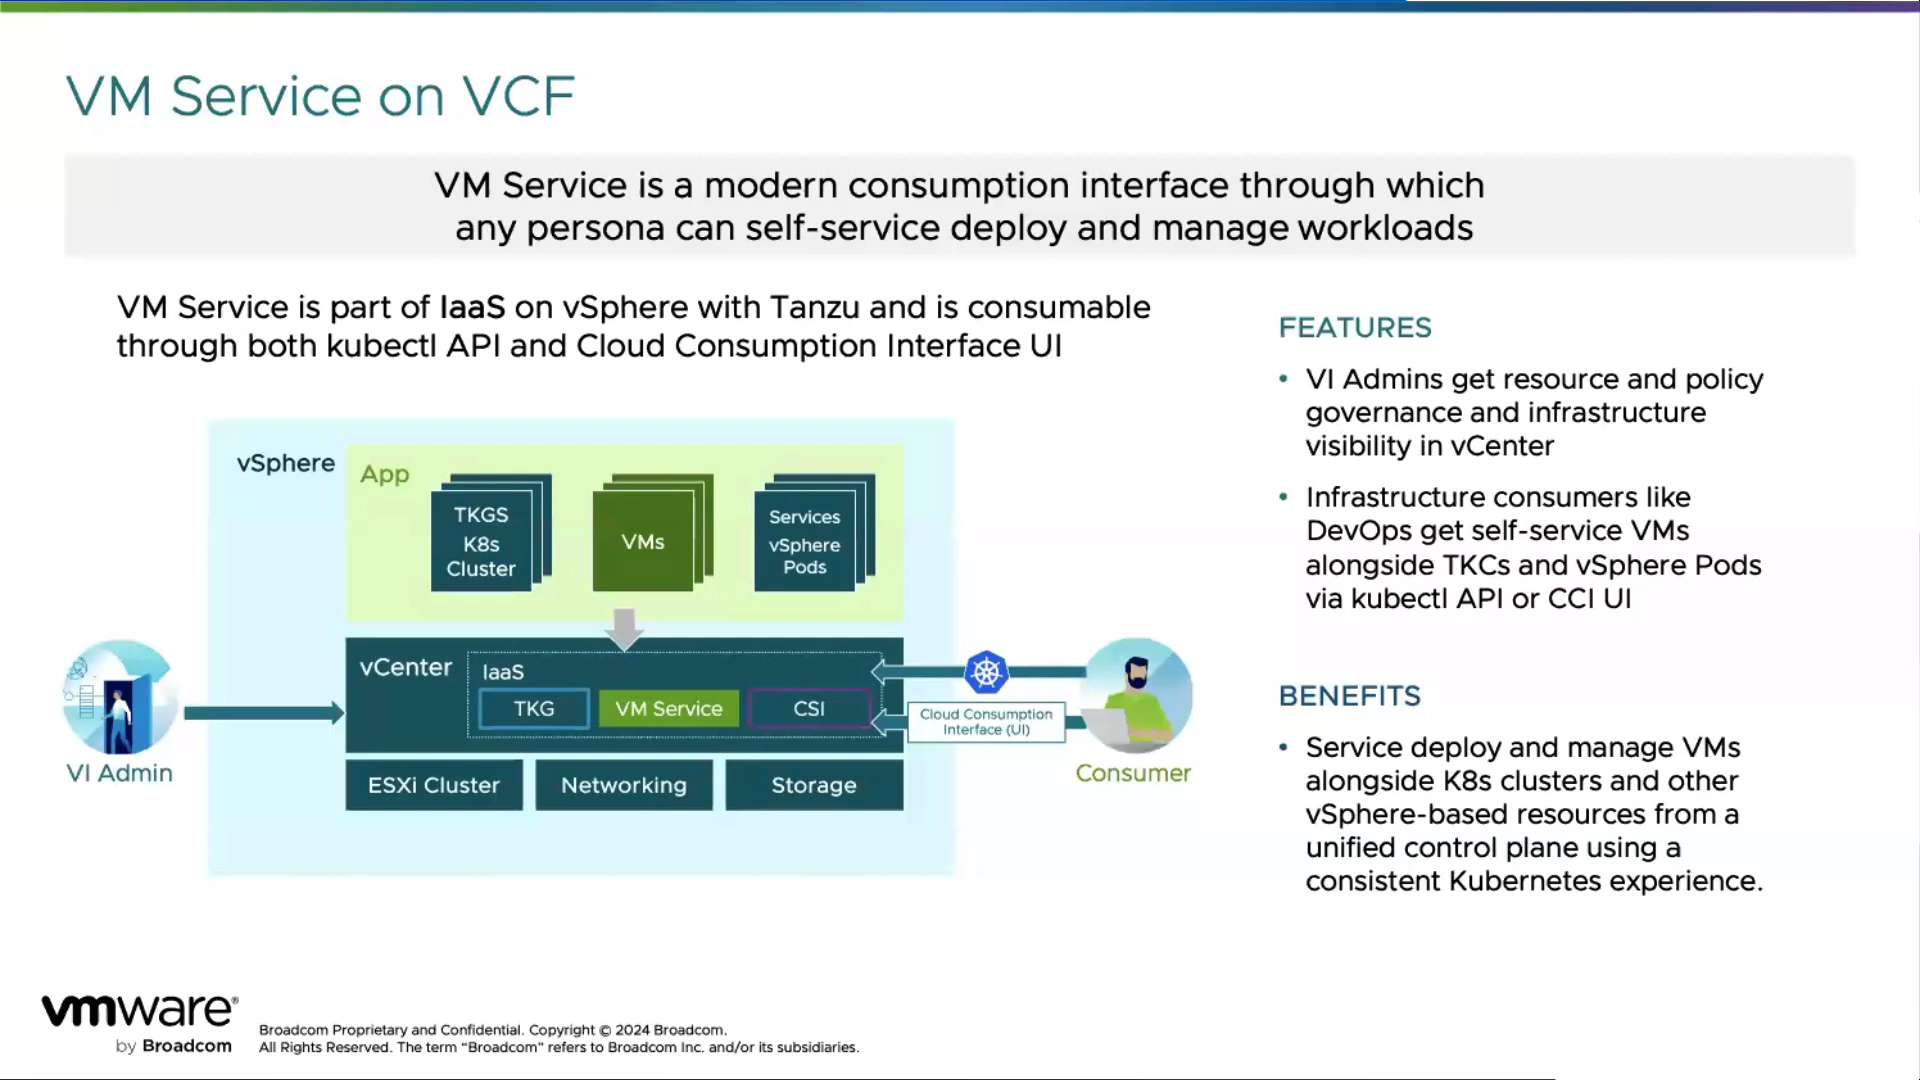 VM Service on VCF
VM Service is a modern consumption interface through which
any persona can self-service deploy and manage workloads
VM Service is part of IaaS on vSphere with Tanzu and is consumable
through both kubectl API and Cloud Consumption Interface UI
vSphere
App
TKGS
K8s
Cluster
VMs
Services
vSphere
Pods
vCenter
IaaS
TKG
VM Service
CSI
Cloud Consumption
Interface (UI)
VI Admin
Consumer
ESXi Cluster
Networking
Storage
FEATURES
• VI Admins get resource and policy
governance and infrastructure
visibility in vCenter
• Infrastructure consumers like
DevOps get self-service VMs
alongside TKCs and vSphere Pods
via kubectl API or CCI UI
BENEFITS
• Service deploy and manage VMs
alongside K8s clusters and other
vSphere-based resources from a
unified control plane using a
consistent Kubernetes experience.
vmware®
by Broadcom
Broadcom Proprietary and Confidential. Copyright © 2024 Broadcom.
All Rights Reserved. The term “Broadcom” refers to Broadcom Inc. and/or its subsidiaries.